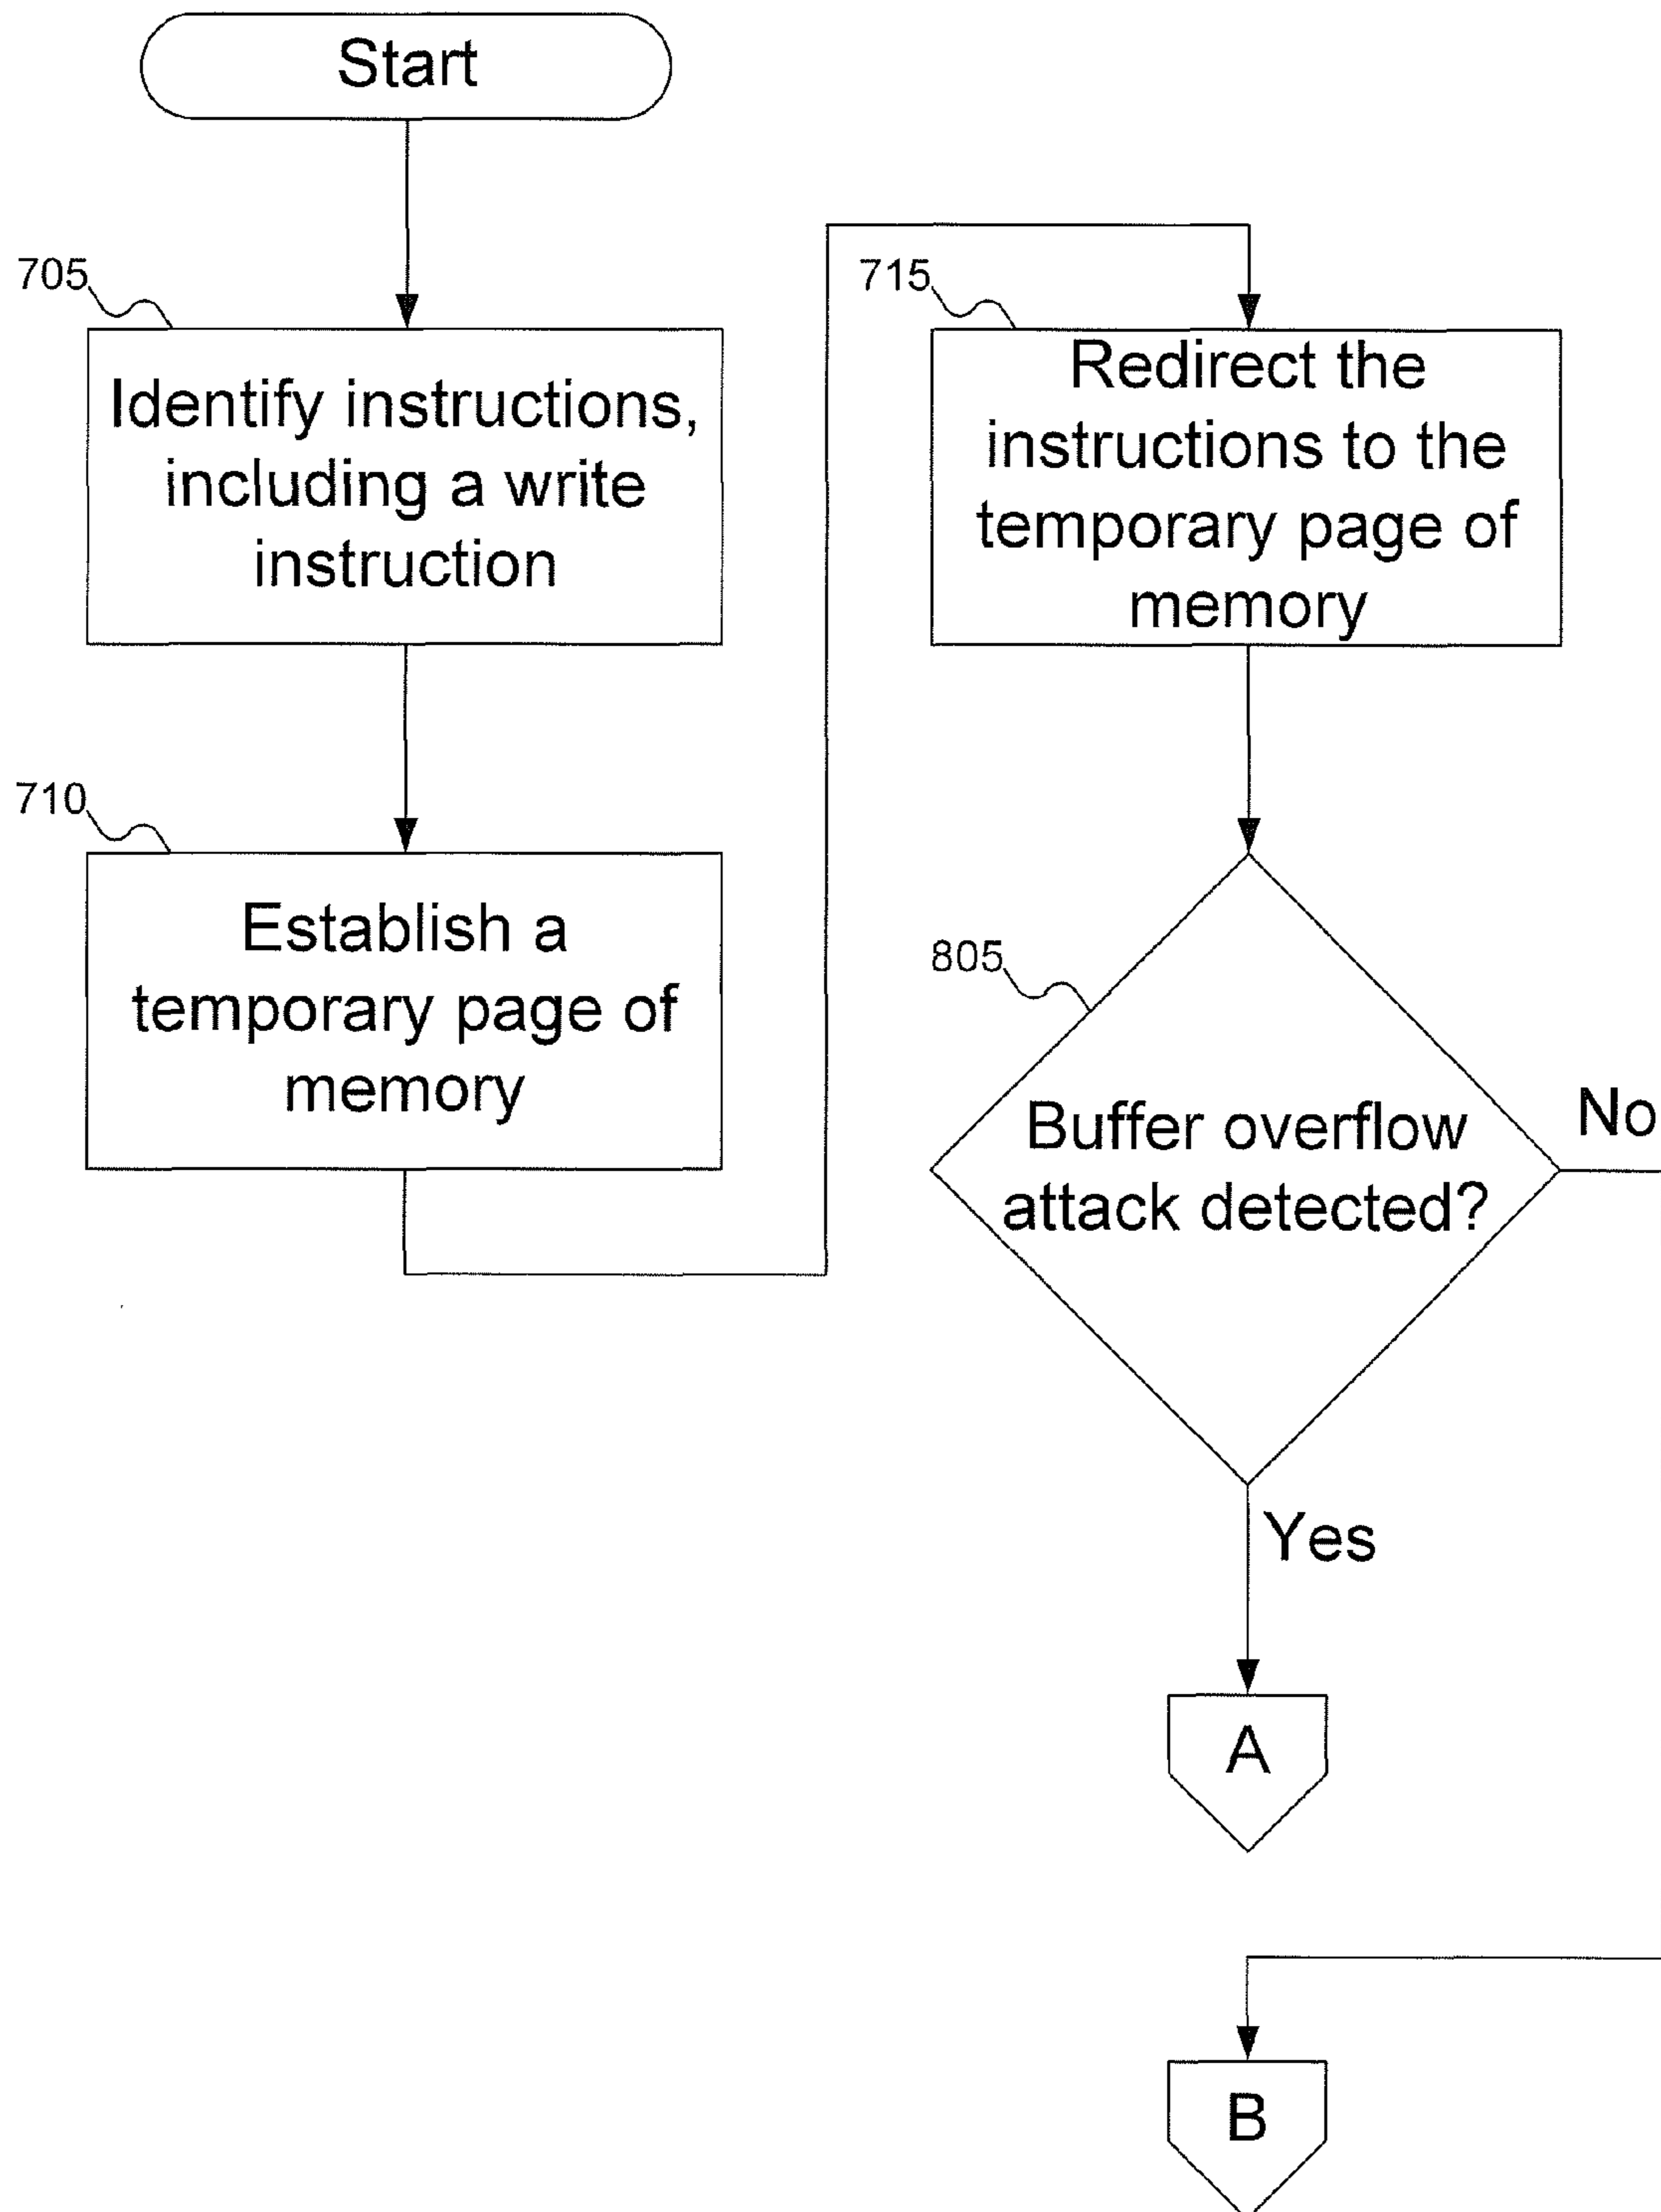 Start
705
Identify instructions,
including a write
instruction
710
Establish a
temporary page of
memory
715
Redirect the
instructions to the
temporary page of
memory
805
Buffer overflow
attack detected?
No
Yes
A
B